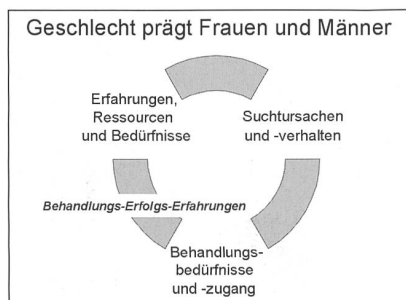 Geschlecht prägt Frauen und Männer
Erfahrungen,
Ressourcen
und Bedürfnisse
Suchtursachen
und -verhalten
Behandlungs-Erfolgs-Erfahrungen
Behandlungs-
bedürfnisse
und -zugang